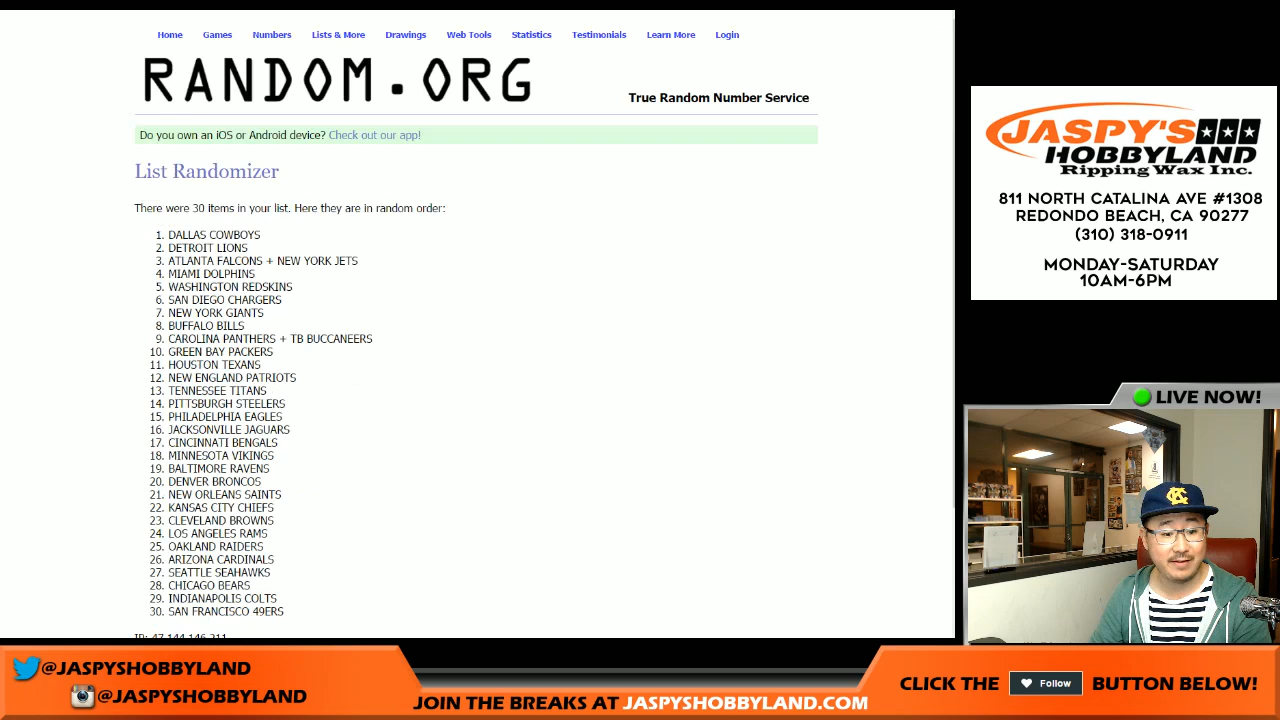 Home Games Numbers Lists & More Drawings Web Tools Statistics Testimonials Learn More Login
RANDOM.ORG
True Random Number Service
Do you own an iOS or Android device? Check out our app!
List Randomizer
There were 30 items in your list. Here they are in random order:
1. DALLAS COWBOYS
2. DETROIT LIONS
3. ATLANTA FALCONS + NEW YORK JETS
4. MIAMI DOLPHINS
5. WASHINGTON REDSKINS
6. SAN DIEGO CHARGERS
7. NEW YORK GIANTS
8. BUFFALO BILLS
9. CAROLINA PANTHERS + TB BUCCANEERS
10. GREEN BAY PACKERS
11. HOUSTON TEXANS
12. NEW ENGLAND PATRIOTS
13. TENNESSEE TITANS
14. PITTSBURGH STEELERS
15. PHILADELPHIA EAGLES
16. JACKSONVILLE JAGUARS
17. CINCINNATI BENGALS
18. MINNESOTA VIKINGS
19. BALTIMORE RAVENS
20. DENVER BRONCOS
21. NEW ORLEANS SAINTS
22. KANSAS CITY CHIEFS
23. CLEVELAND BROWNS
24. LOS ANGELES RAMS
25. OAKLAND RAIDERS
26. ARIZONA CARDINALS
27. SEATTLE SEAHAWKS
28. CHICAGO BEARS
29. INDIANAPOLIS COLTS
30. SAN FRANCISCO 49ERS
JASPY'S
HOBBYLAND
Ripping Wax Inc.
811 NORTH CATALINA AVE #1308
REDONDO BEACH, CA 90277
(310) 318-0911
MONDAY-SATURDAY
10AM-6PM
LIVE NOW!
@JASPYSHOBBYLAND
@JASPYSHOBBYLAND
JOIN THE BREAKS AT JASPYSHOBBYLAND.COM
CLICK THE Follow BUTTON BELOW!